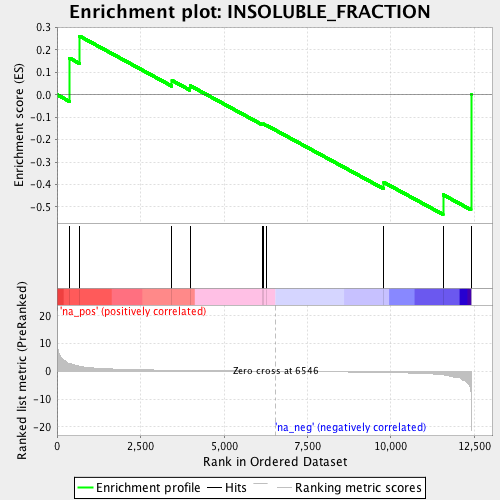 Enrichment plot: INSOLUBLE_FRACTION
Enrichment score (ES)
0.3
0.2
0.1
0.0
-0.1
-0.2
-0.3
-0.4
-0.5
'na_pos' (positively correlated)
Ranked list metric (PreRanked)
20
10
0
-10
-20
Zero cross at 6546
'na_neg' (negatively correlated)
0
2,500
5,000
7,500
10,000
12,500
Rank in Ordered Dataset
Enrichment profile
Hits
Ranking metric scores